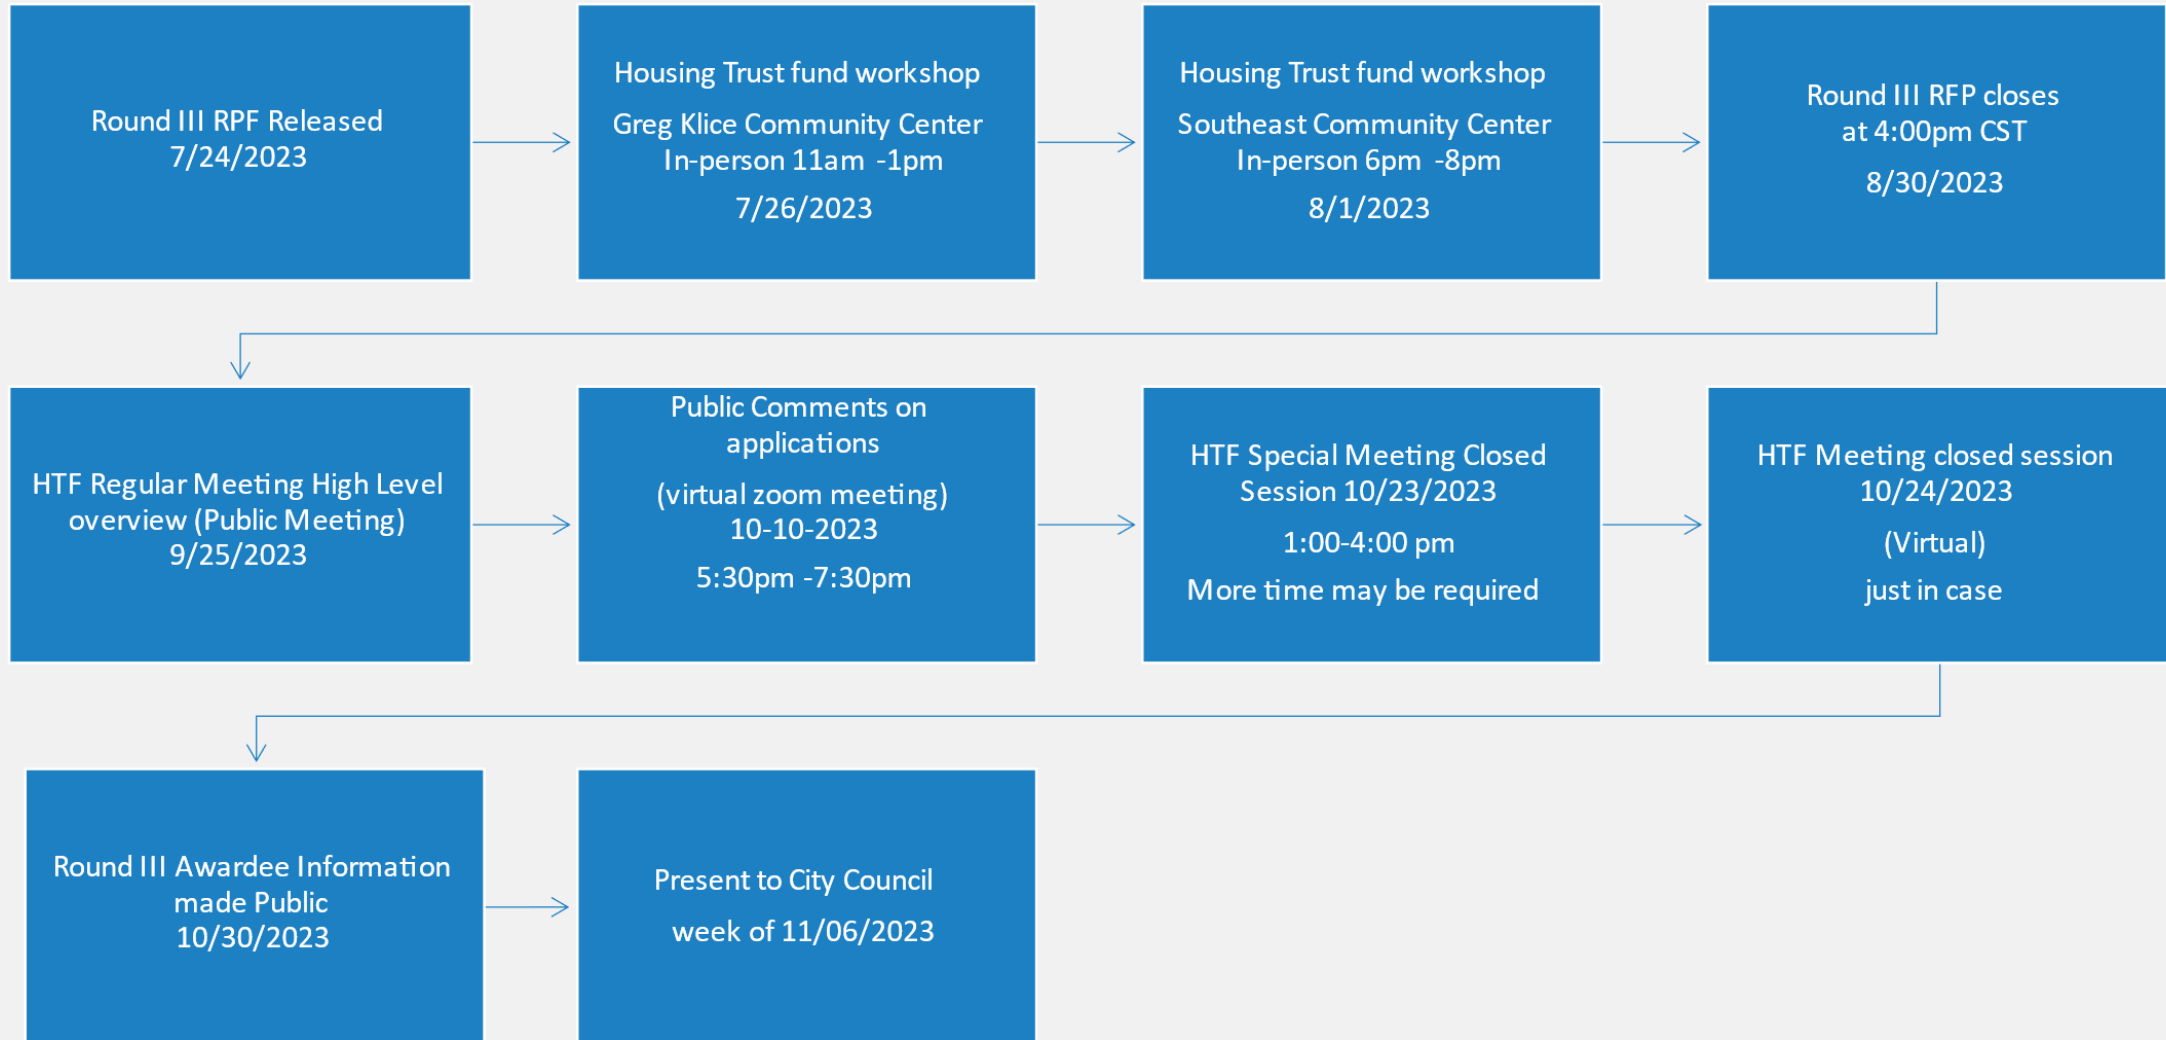 Round III RPF Released
7/24/2023
Housing Trust fund workshop
Greg Klice Community Center
In-person 11am -1pm
7/26/2023
Housing Trust fund workshop
Southeast Community Center
In-person 6pm -8pm
8/1/2023
Round III RFP closes
at 4:00pm CST
8/30/2023
HTF Regular Meeting High Level
overview (Public Meeting)
9/25/2023
Public Comments on
applications
(virtual zoom meeting)
10-10-2023
5:30pm -7:30pm
HTF Special Meeting Closed
Session 10/23/2023
1:00-4:00 pm
More time may be required
HTF Meeting closed session
10/24/2023
(Virtual)
just in case
Round III Awardee Information
made Public
10/30/2023
Present to City Council
week of 11/06/2023